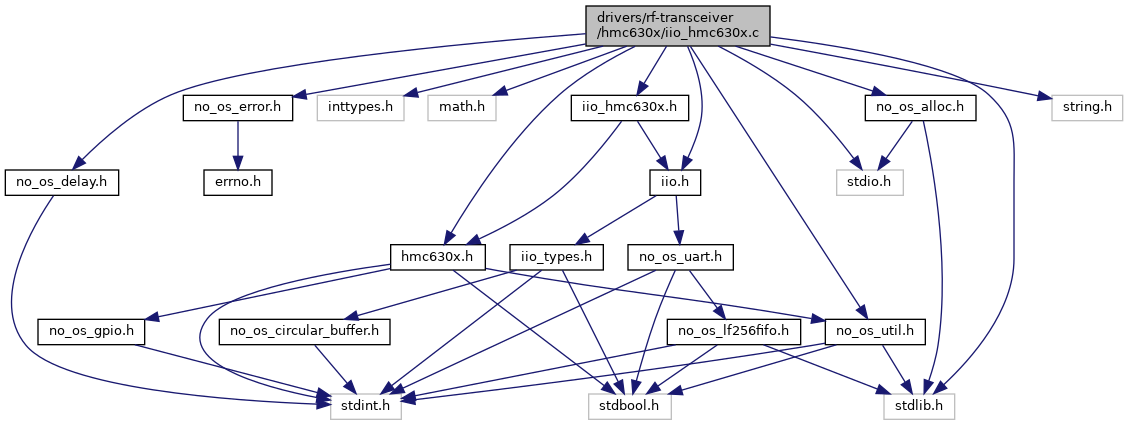 drivers/rf-transceiver
/hmc630x/iio_hmc630x.c
no_os_error.h
inttypes.h
math.h
iio_hmc630x.h
no_os_alloc.h
string.h
no_os_delay.h
errno.h
iio.h
stdio.h
hmc630x.h
iio_types.h
no_os_uart.h
no_os_gpio.h
no_os_circular_buffer.h
no_os_lf256fifo.h
no_os_util.h
stdint.h
stdbool.h
stdlib.h